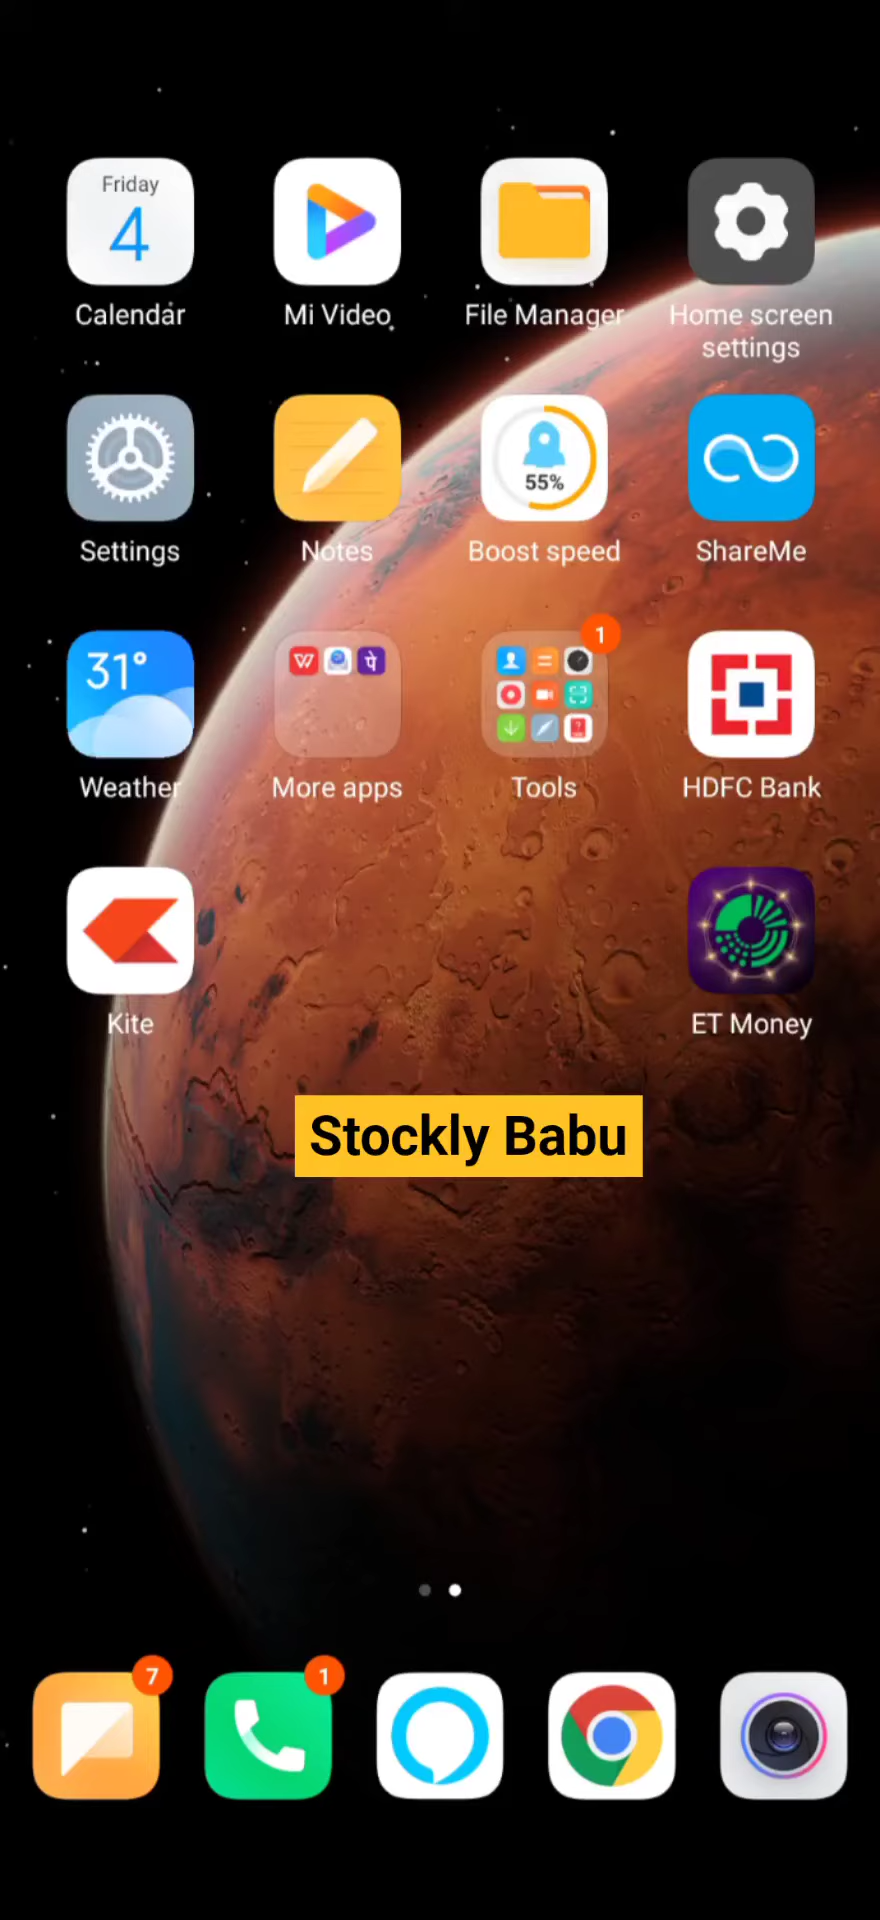 Friday
4
Calendar
Mi Video
File Manager
Home screen
settings
Settings
Notes
55%
Boost speed
ShareMe
31°
Weather
पे
More apps
1
Tools
HDFC Bank
Kite
ET Money
Stockly Babu
7
1